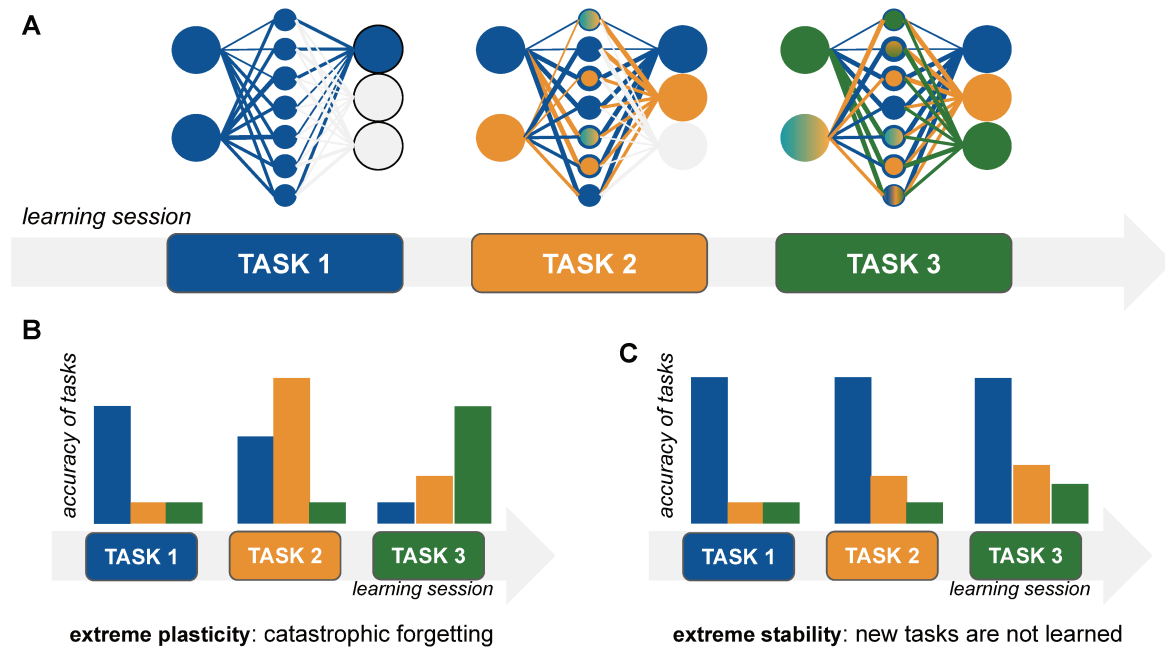 A
learning session
TASK 1
TASK 2
TASK 3
B
accuracy of tasks
TASK 1
TASK 2
TASK 3
learning session
extreme plasticity: catastrophic forgetting
C
accuracy of tasks
TASK 1
TASK 2
TASK 3
learning session
extreme stability: new tasks are not learned